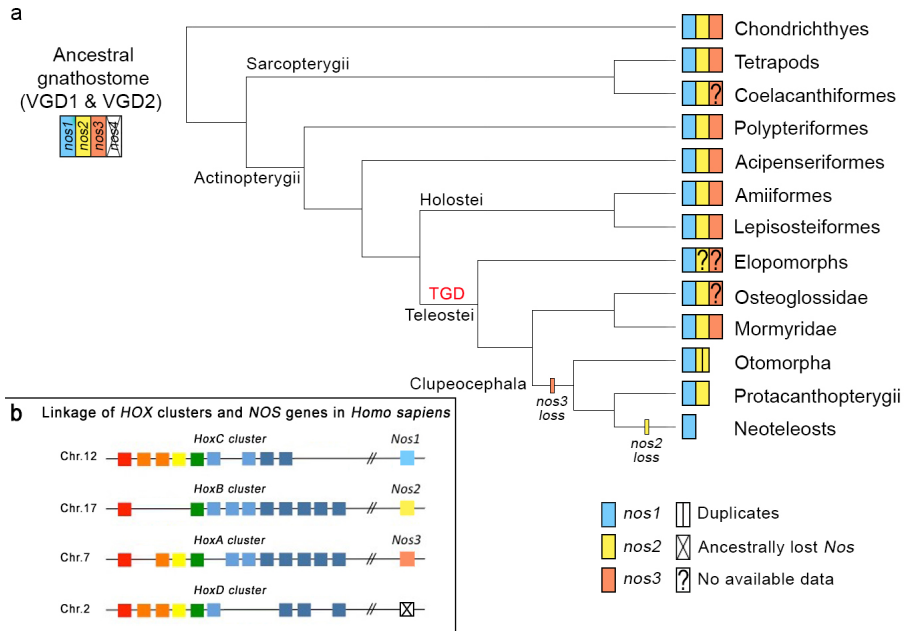 a
Ancestral
gnathostome
(VGD1 & VGD2)
nos1
nos2
nos3
nos4
Sarcopterygii
Actinopterygii
Holostei
TGD
Teleostei
Clupeocephala
nos3
loss
nos2
loss
Chondrichthyes
Tetrapods
? Coelacanthiformes
Polypteriformes
Acipenseriformes
Amiiformes
Lepisosteiformes
? ? Elopomorphs
? Osteoglossidae
Mormyridae
Otomorpha
Protacanthopterygii
Neoteleosts
b Linkage of HOX clusters and NOS genes in Homo sapiens
HoxC cluster Nos1
Chr.12 //
HoxB cluster Nos2
Chr.17 //
HoxA cluster Nos3
Chr.7 //
HoxD cluster
Chr.2 // X
nos1 Duplicates
nos2 Ancestrally lost Nos
nos3 ? No available data